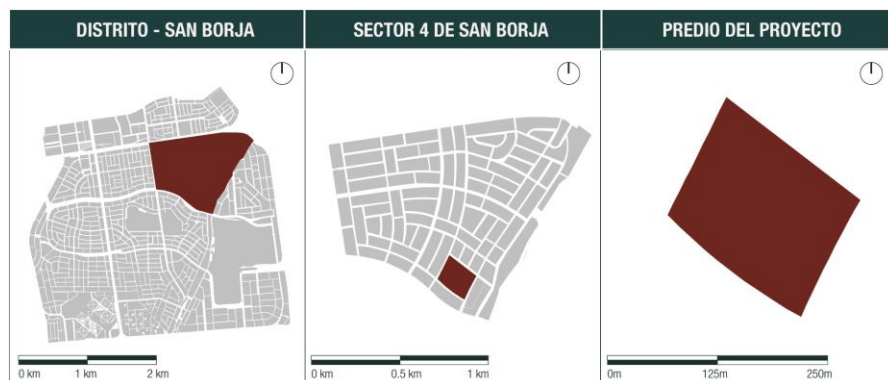 DISTRITO - SAN BORJA
SECTOR 4 DE SAN BORJA
PREDIO DEL PROYECTO
0 km 1 km 2 km
0 km 0.5 km 1 km
0m 125m 250m